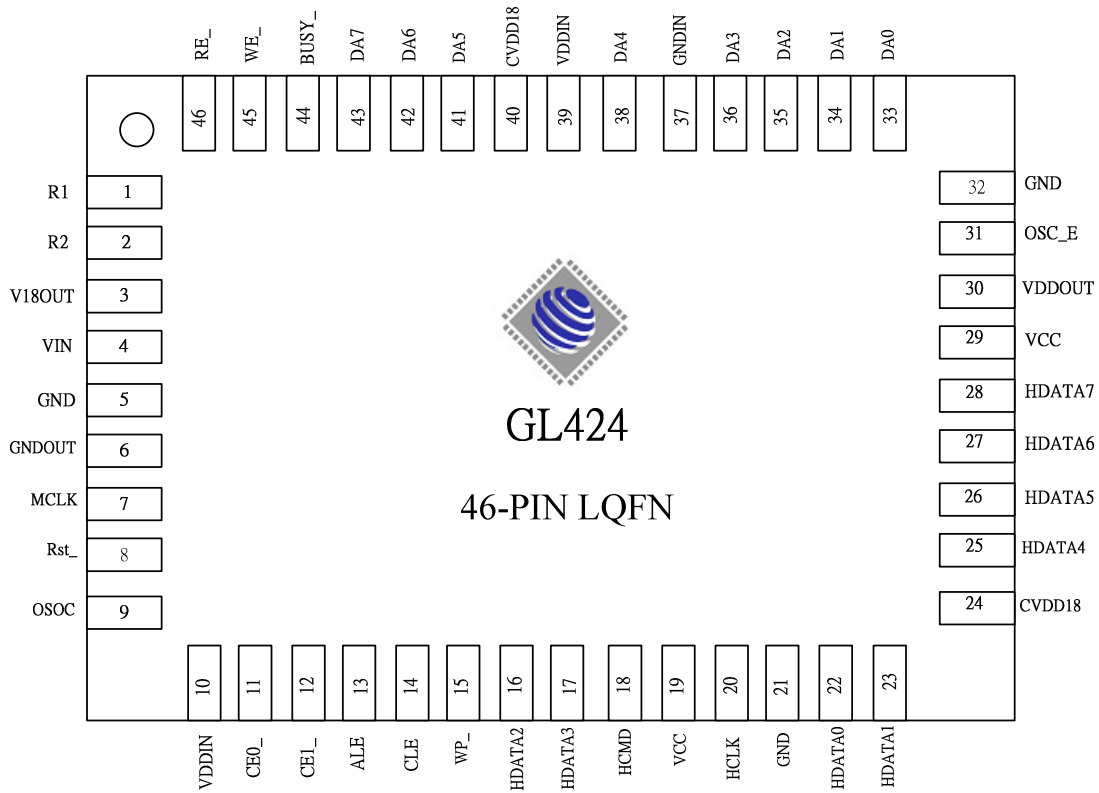 RE_ WE_ BUSY_ DA7 DA6 DA5 CVDD18 VDDIN DA4 GNDIN DA3 DA2 DA1 DA0
46 45 44 43 42 41 40 39 38 37 36 35 34 33
R1 1
R2 2
V18OUT 3
VIN 4
GND 5
GNDOUT 6
MCLK 7
Rst_ 8
OSOC 9
GL424
46-PIN LQFN
32 GND
31 OSC_E
30 VDDOUT
29 VCC
28 HDATA7
27 HDATA6
26 HDATA5
25 HDATA4
24 CVDD18
10 11 12 13 14 15 16 17 18 19 20 21 22 23
VDDIN CE0_ CE1_ ALE CLE WP_ HDATA2 HDATA3 HCMD VCC HCLK GND HDATA0 HDATA1